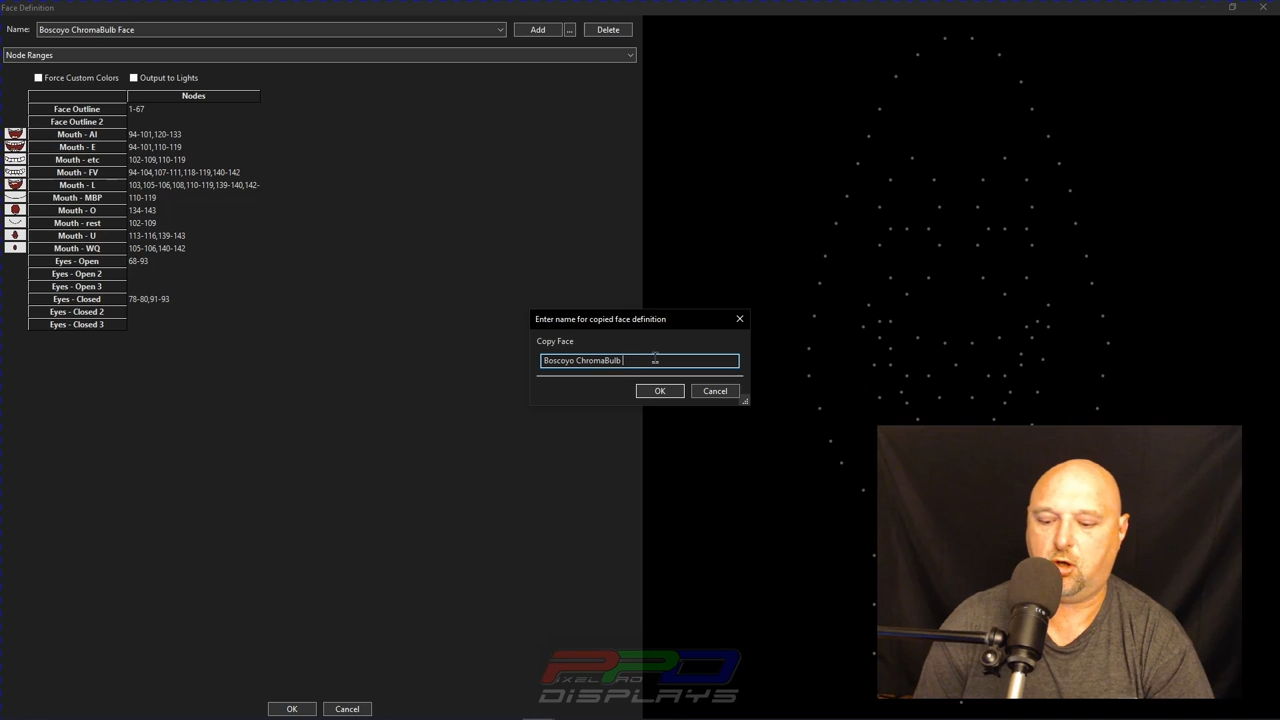 Face Definition
Name: Boscoyo ChromaBulb Face Add ... Delete
Node Ranges
Force Custom Colors Output to Lights
Nodes
Face Outline 1-67
Face Outline 2
Mouth - AI 94-101,120-133
Mouth - E 94-101,110-119
Mouth - etc 102-109,110-119
Mouth - FV 94-104,107-111,118-119,140-142
Mouth - L 103,105-106,108,110-119,139-140,142-
Mouth - MBP 110-119
Mouth - O 134-143
Mouth - rest 102-109
Mouth - U 113-116,139-143
Mouth - WQ 105-106,140-142
Eyes - Open 68-93
Eyes - Open 2
Eyes - Open 3
Eyes - Closed 78-80,91-93
Eyes - Closed 2
Eyes - Closed 3
Enter name for copied face definition
Copy Face
Boscoyo ChromaBulb
OK Cancel
PPD
PIXEL PRO
DISPLAYS
OK Cancel